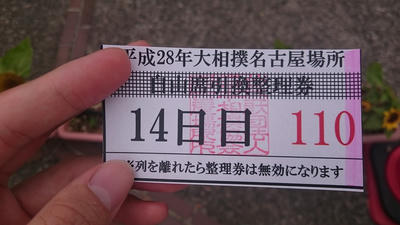 平成28年大相撲名古屋場所
自由席引換整理券
14日目 110
※列を離れたら整理券は無効になります